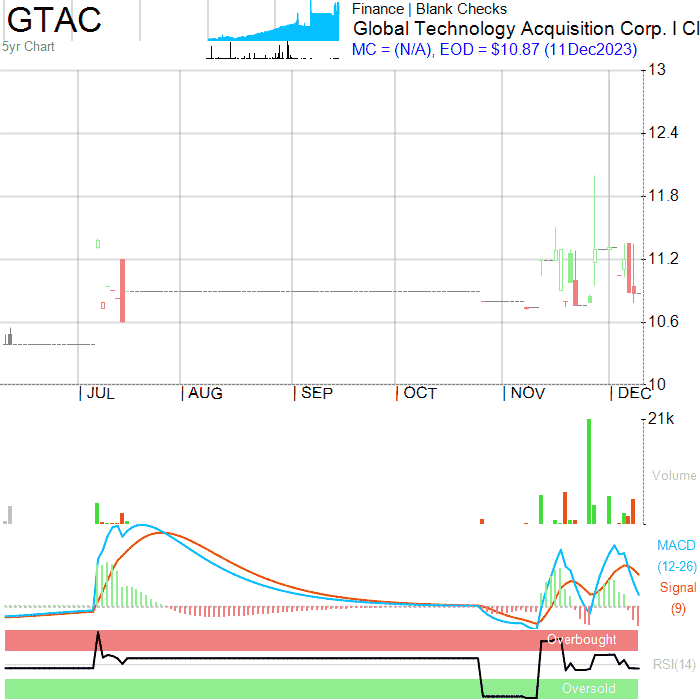 GTAC
5yr Chart
Finance | Blank Checks
Global Technology Acquisition Corp. I Cl
MC = (N/A), EOD = $10.87 (11Dec2023)
13
12.4
11.8
11.2
10.6
10
JUL
AUG
SEP
OCT
NOV
DEC
21k
Volume
MACD
(12-26)
Signal
(9)
Overbought
RSI(14)
Oversold